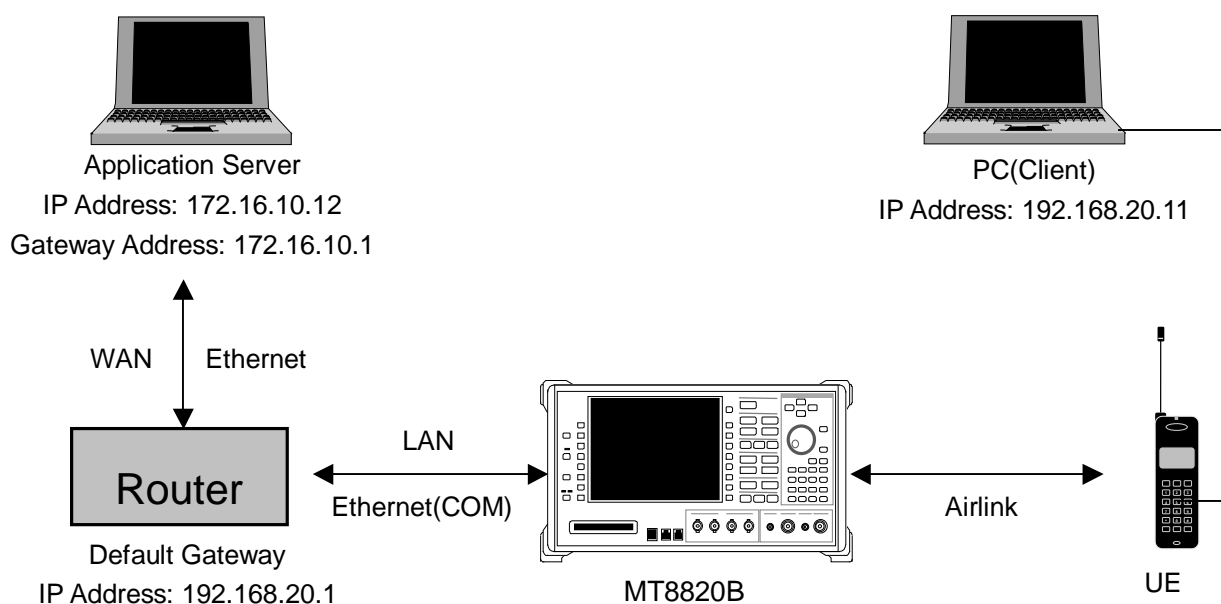 Application Server
IP Address: 172.16.10.12
Gateway Address: 172.16.10.1
PC(Client)
IP Address: 192.168.20.11
WAN
Ethernet
Router
Default Gateway
IP Address: 192.168.20.1
LAN
Ethernet(COM)
MT8820B
Airlink
UE